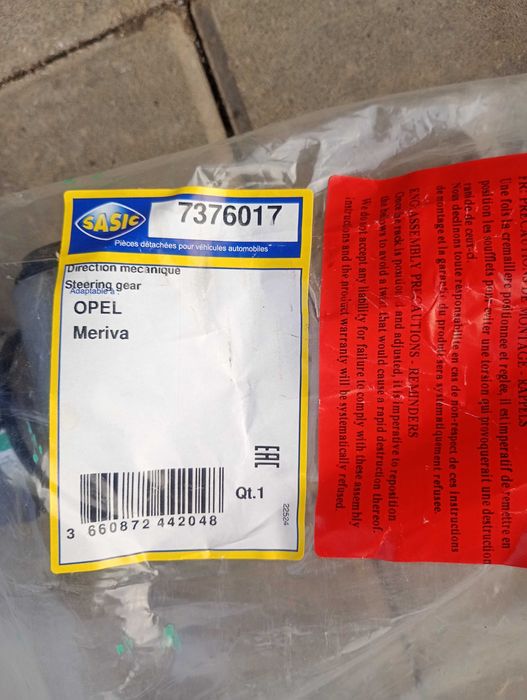 SASIC
7376017
Pièces détachées pour véhicules automobiles
Direction mécanique
Steering gear
Adaptable à :
OPEL
Meriva
EAC
Qt.1
22524
3 660872 442048
Une fois la crémaillère positionnée et réglée, il est impératif de remettre en
position les soufflets pour éviter une torsion qui provoquerait une destruction
rapide de ceux-ci.
Nous déclinons toute responsabilité en cas de non-respect de ces instructions
de montage et la garantie du produit sera systématiquement refusée.
ENG ASSEMBLY PRECAUTIONS - REMINDERS
Once the rack is positioned and adjusted, it is imperative to reposition
the bellows to avoid a twist that would cause a rapid destruction thereof.
We do not accept any liability for failure to comply with these assembly
instructions and the product warranty will be systematically refused.